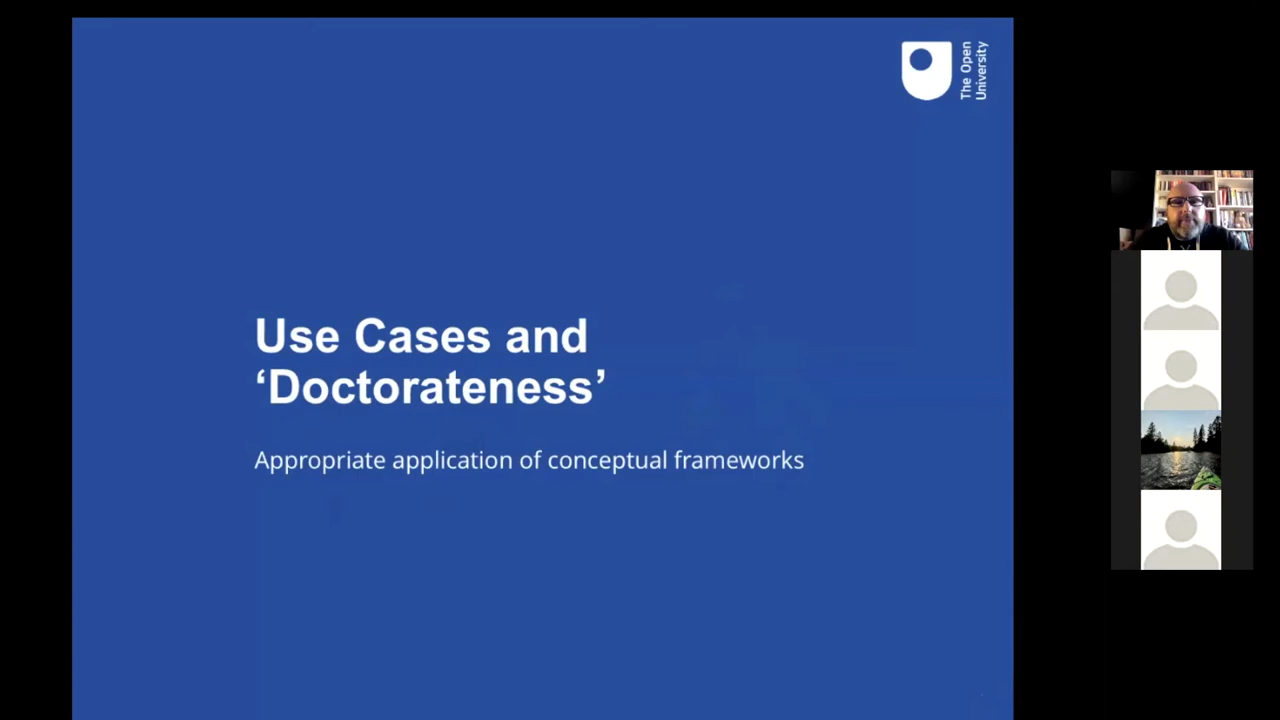 The Open
University
Use Cases and
‘Doctorateness’
Appropriate application of conceptual frameworks